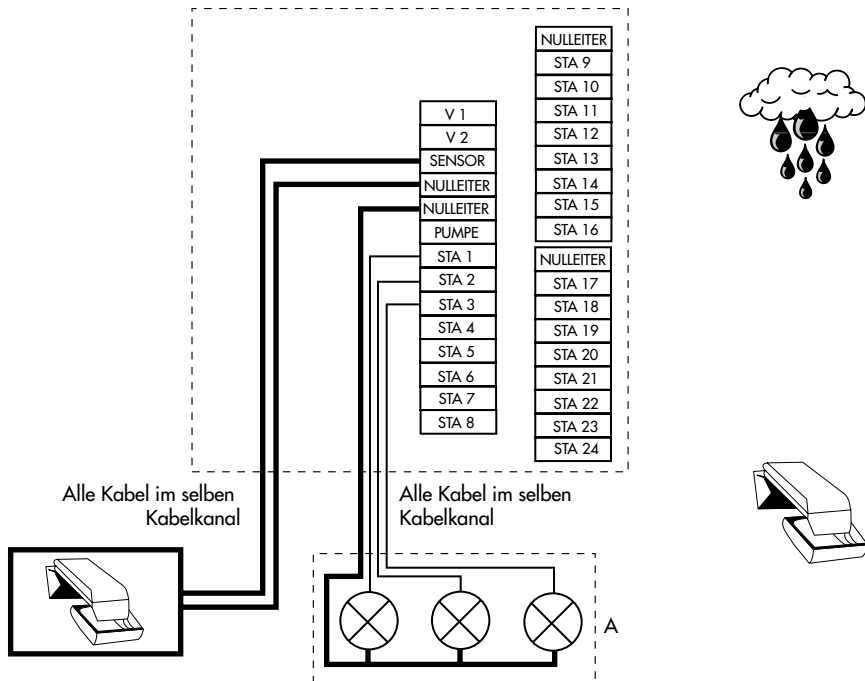 NULLEITER
STA 9
STA 10
STA 11
STA 12
STA 13
STA 14
STA 15
STA 16
NULLEITER
STA 17
STA 18
STA 19
STA 20
STA 21
STA 22
STA 23
STA 24
V 1
V 2
SENSOR
NULLEITER
NULLEITER
PUMPE
STA 1
STA 2
STA 3
STA 4
STA 5
STA 6
STA 7
STA 8
Alle Kabel im selben
Kabelkanal
Alle Kabel im selben
Kabelkanal
A